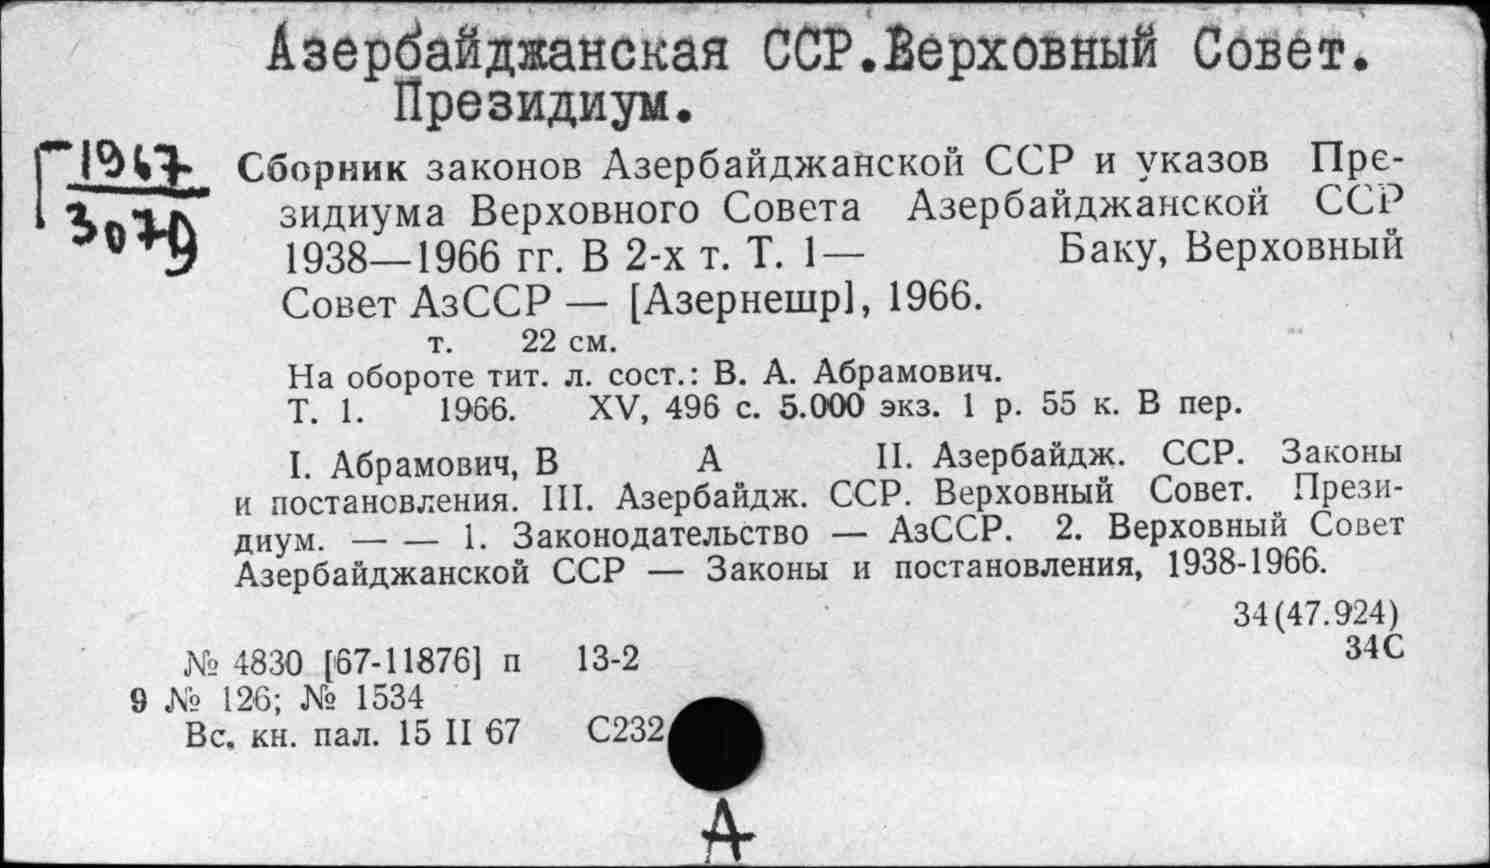 Азербайджанская ССР.Верховный Совет.
Президиум.
Г 1967
3079
Сборник законов Азербайджанской ССР и указов Пре-
зидиума Верховного Совета Азербайджанской ССР
1938—1966 гг. В 2-х т. Т. 1— Баку, Верховный
Совет АзССР — [Азернешр], 1966.
т. 22 см.
На обороте тит. л. сост.: В. А. Абрамович.
Т. 1. 1966. XV, 496 с. 5.000 экз. 1 р. 55 к. В пер.
I. Абрамович, В А II. Азербайдж. ССР. Законы
и постановления. III. Азербайдж. ССР. Верховный Совет. Прези-
диум. — — 1. Законодательство — АзССР. 2. Верховный Совет
Азербайджанской ССР — Законы и постановления, 1938-1966.
34(47.924)
34С
№ 4830 [67-11876] п 13-2
9 № 126; № 1534
Вс. кн. пал. 15 II 67 С232
А